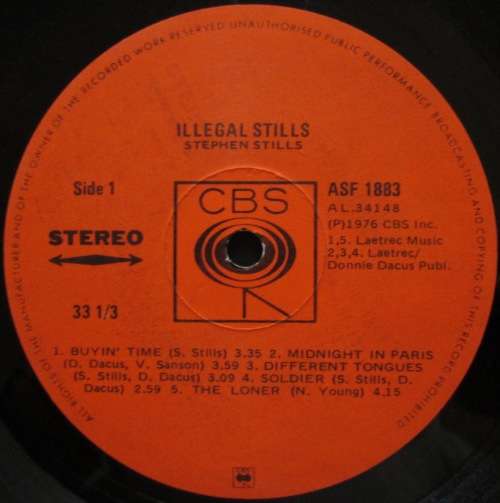 ALL RIGHTS OF THE MANUFACTURER AND OF THE OWNER OF THE RECORDED WORK RESERVED UNAUTHORISED PUBLIC PERFORMANCE BROADCASTING AND COPYING OF THIS RECORD PROHIBITED
ILLEGAL STILLS
STEPHEN STILLS
Side 1
CBS
ASF 1883
AL.34148
(P)1976 CBS Inc.
STEREO
1,5. Laetrec Music
2,3,4. Laetrec/
Donnie Dacus Publ.
33 1/3
1. BUYIN' TIME (S. Stills) 3.35 2. MIDNIGHT IN PARIS
(D. Dacus, V. Sanson) 3.59 3. DIFFERENT TONGUES
(S. Stills, D. Dacus) 3.09 4. SOLDIER (S. Stills, D.
Dacus) 2.59 5. THE LONER (N. Young) 4.15
CBS